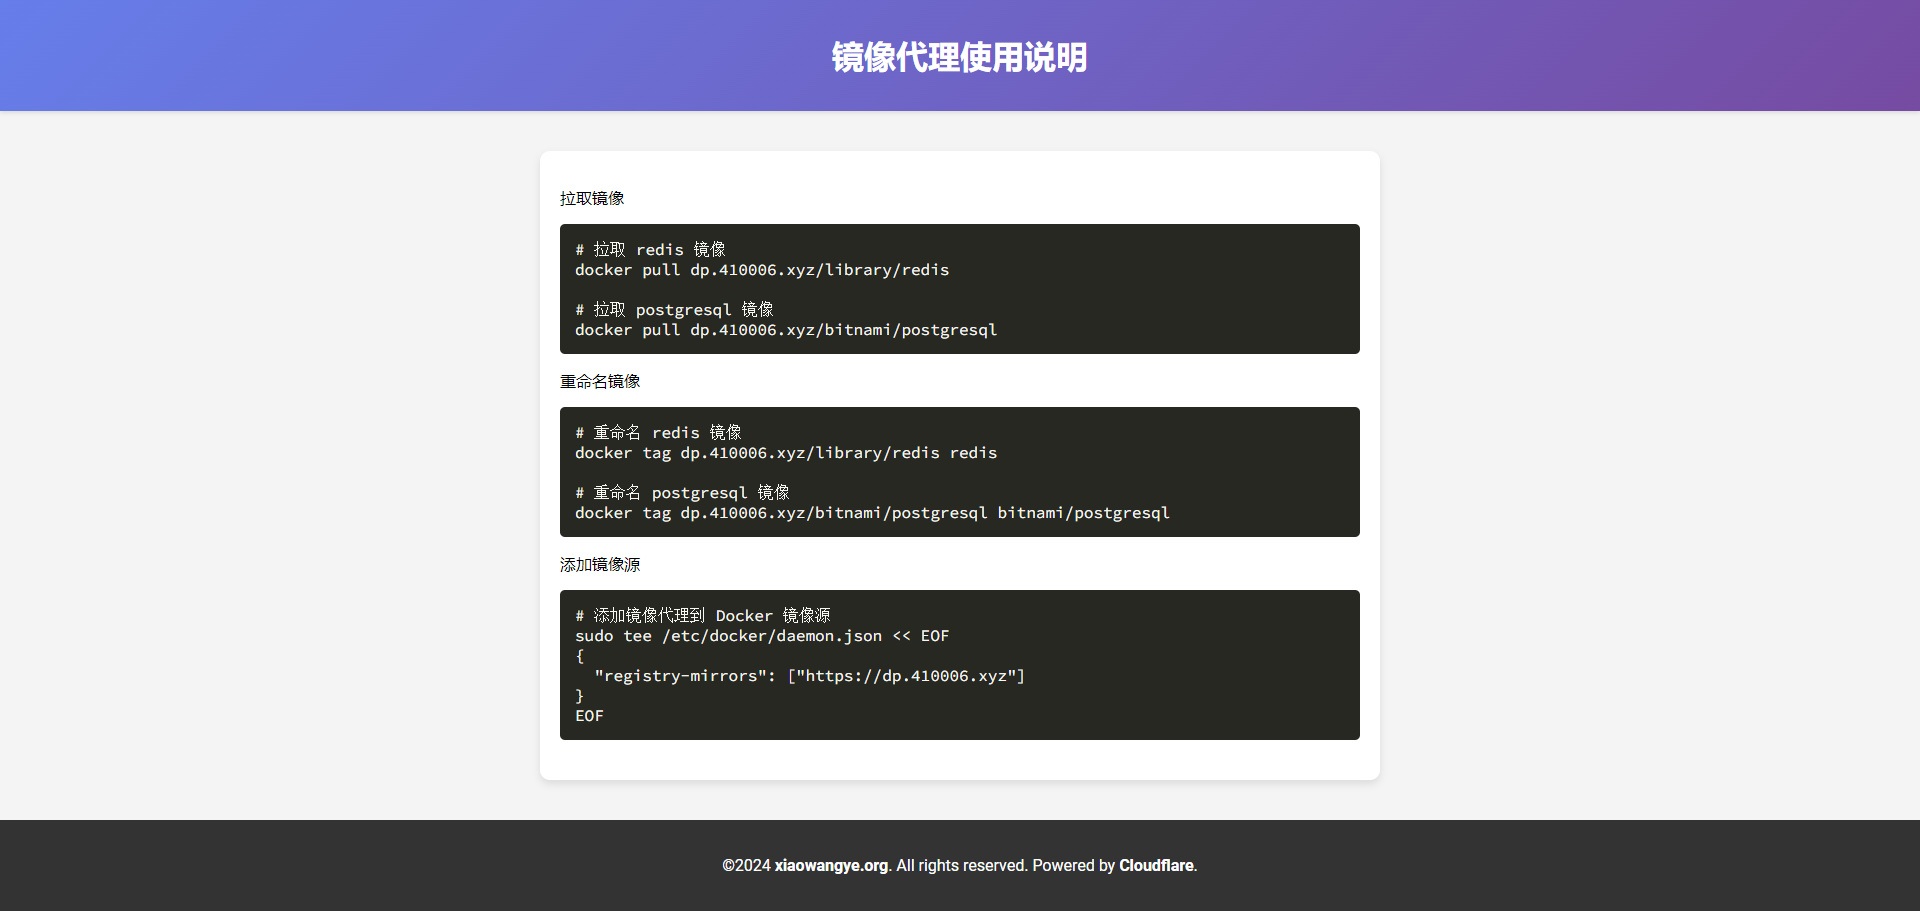 镜像代理使用说明
拉取镜像
# 拉取 redis 镜像
docker pull dp.410006.xyz/library/redis
# 拉取 postgresql 镜像
docker pull dp.410006.xyz/bitnami/postgresql
重命名镜像
# 重命名 redis 镜像
docker tag dp.410006.xyz/library/redis redis
# 重命名 postgresql 镜像
docker tag dp.410006.xyz/bitnami/postgresql bitnami/postgresql
添加镜像源
# 添加镜像代理到 Docker 镜像源
sudo tee /etc/docker/daemon.json << EOF
{
  "registry-mirrors": ["https://dp.410006.xyz"]
}
EOF
©2024 xiaowangye.org. All rights reserved. Powered by Cloudflare.